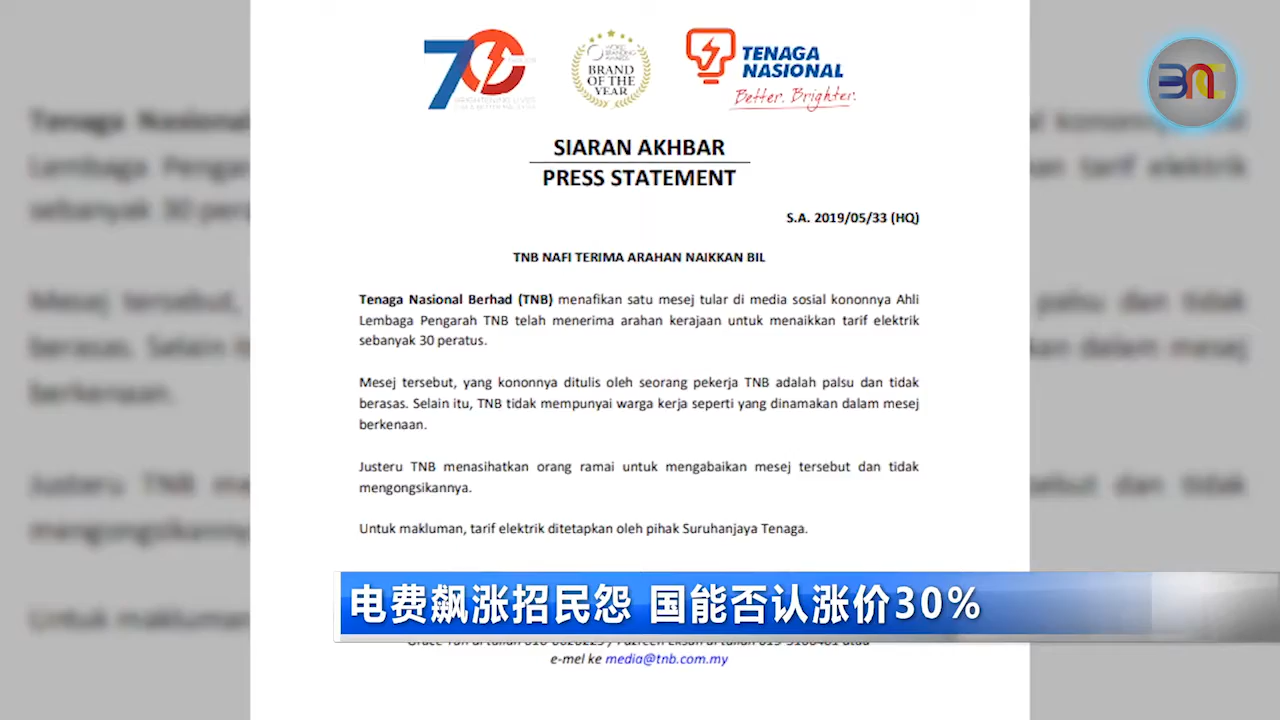 70
BRAND
OF THE
YEAR
TENAGA
NASIONAL
Better. Brighter.
BNC
SIARAN AKHBAR
PRESS STATEMENT
S.A. 2019/05/33 (HQ)
TNB NAFI TERIMA ARAHAN NAIKKAN BIL
Tenaga Nasional Berhad (TNB) menafikan satu mesej tular di media sosial kononnya Ahli
Lembaga Pengarah TNB telah menerima arahan kerajaan untuk menaikkan tarif elektrik
sebanyak 30 peratus.
Mesej tersebut, yang kononnya ditulis oleh seorang pekerja TNB adalah palsu dan tidak
berasas. Selain itu, TNB tidak mempunyai warga kerja seperti yang dinamakan dalam mesej
berkenaan.
Justeru TNB menasihatkan orang ramai untuk mengabaikan mesej tersebut dan tidak
mengongsikannya.
Untuk makluman, tarif elektrik ditetapkan oleh pihak Suruhanjaya Tenaga.
电费飙涨招民怨 国能否认涨价30%
e-mel ke media@tnb.com.my